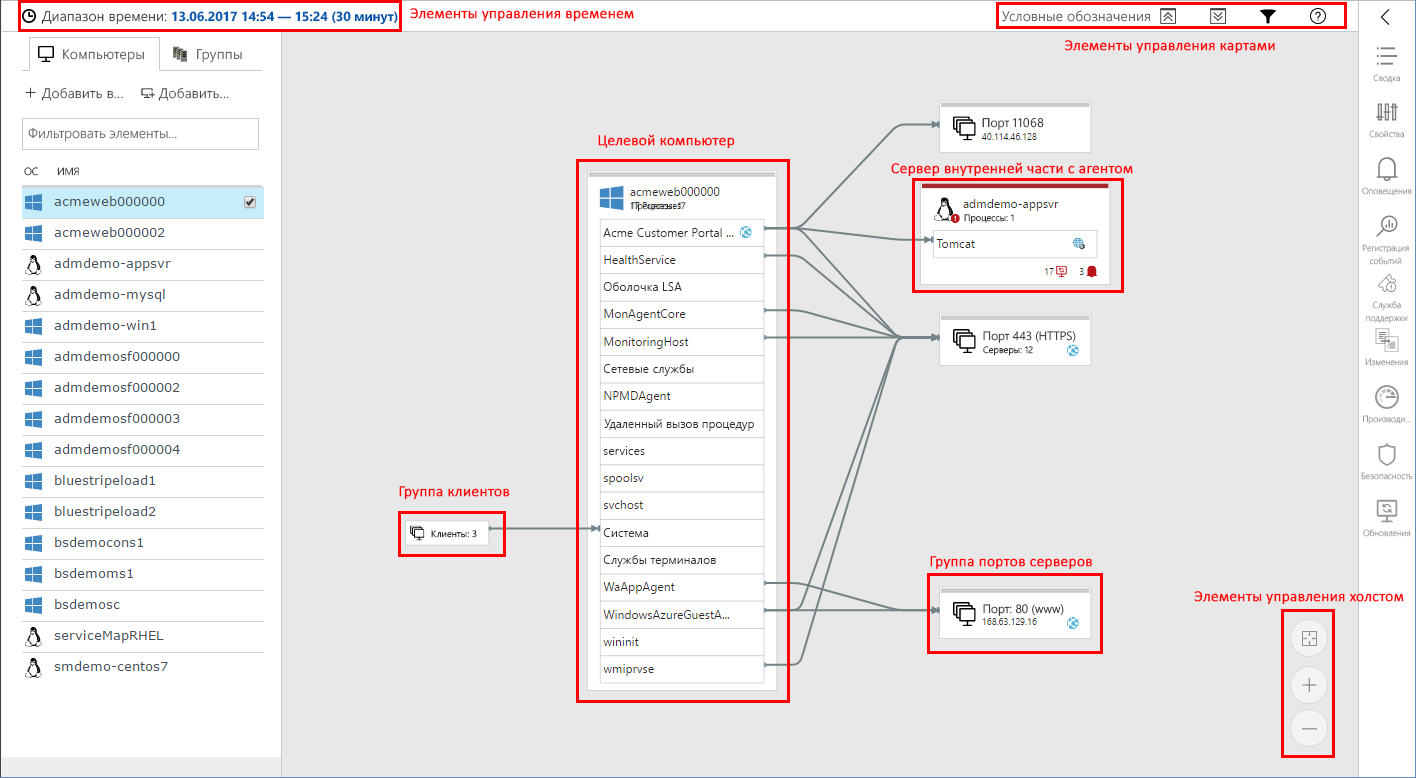 Диапазон времени: 13.06.2017 14:54 — 15:24 (30 минут)
Элементы управления временем
Условные обозначения
Элементы управления картами
Компьютеры
Группы
+ Добавить в...
Добавить...
Фильтровать элементы...
ОС ИМЯ
acmeweb000000
acmeweb000002
admdemo-appsvr
admdemo-mysql
admdemo-win1
admdemosf000000
admdemosf000002
admdemosf000003
admdemosf000004
bluestripeload1
bluestripeload2
bsdemocons1
bsdemoms1
bsdemosc
serviceMapRHEL
smdemo-centos7
Группа клиентов
Клиенты: 3
Целевой компьютер
acmeweb000000
Acme Customer Portal ...
HealthService
Оболочка LSA
MonAgentCore
MonitoringHost
Сетевые службы
NPMDAgent
Удаленный вызов процедур
services
spoolsv
svchost
Система
Службы терминалов
WaAppAgent
WindowsAzureGuestA...
wininit
wmiprvse
Порт 11068
40.114.46.128
Сервер внутренней части с агентом
admdemo-appsvr
Процессы: 1
Tomcat
17
3
Порт 443 (HTTPS)
Серверы: 12
Группа портов серверов
Порт: 80 (www)
168.63.129.16
Элементы управления холстом
Сводка
Свойства
Оповещения
Регистрация
событий
Служба
поддержки
Изменения
Производи...
Безопасность
Обновления